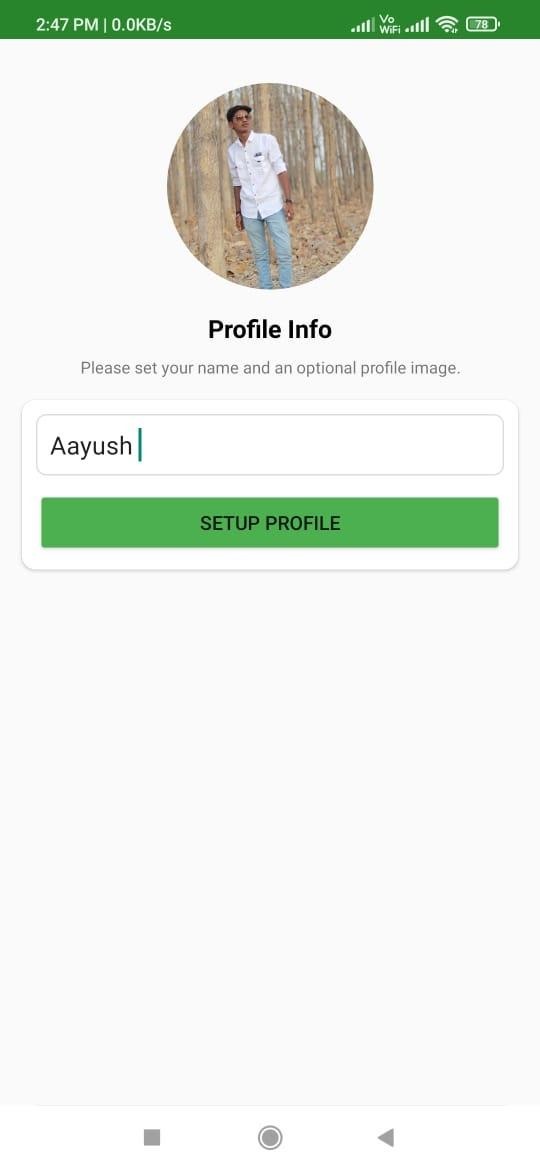 2:47 PM | 0.0KB/s Vo WiFi 78
Profile Info
Please set your name and an optional profile image.
Aayush
SETUP PROFILE